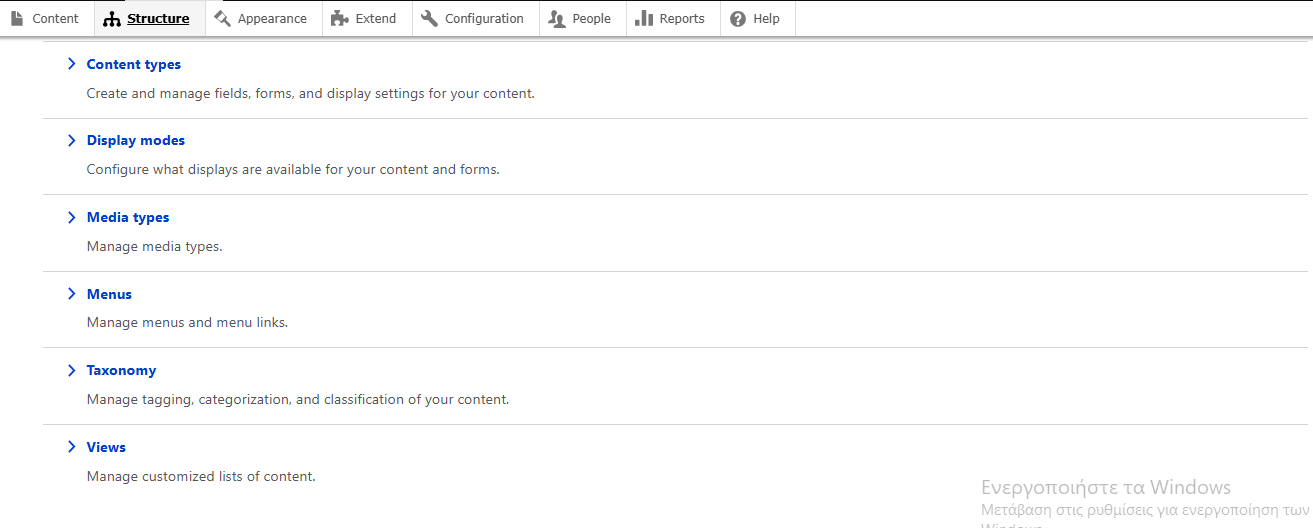 Content Structure Appearance Extend Configuration People Reports Help
Content types
Create and manage fields, forms, and display settings for your content.
Display modes
Configure what displays are available for your content and forms.
Media types
Manage media types.
Menus
Manage menus and menu links.
Taxonomy
Manage tagging, categorization, and classification of your content.
Views
Manage customized lists of content.
Ενεργοποιήστε τα Windows
Μετάβαση στις ρυθμίσεις για ενεργοποίηση των
Windows